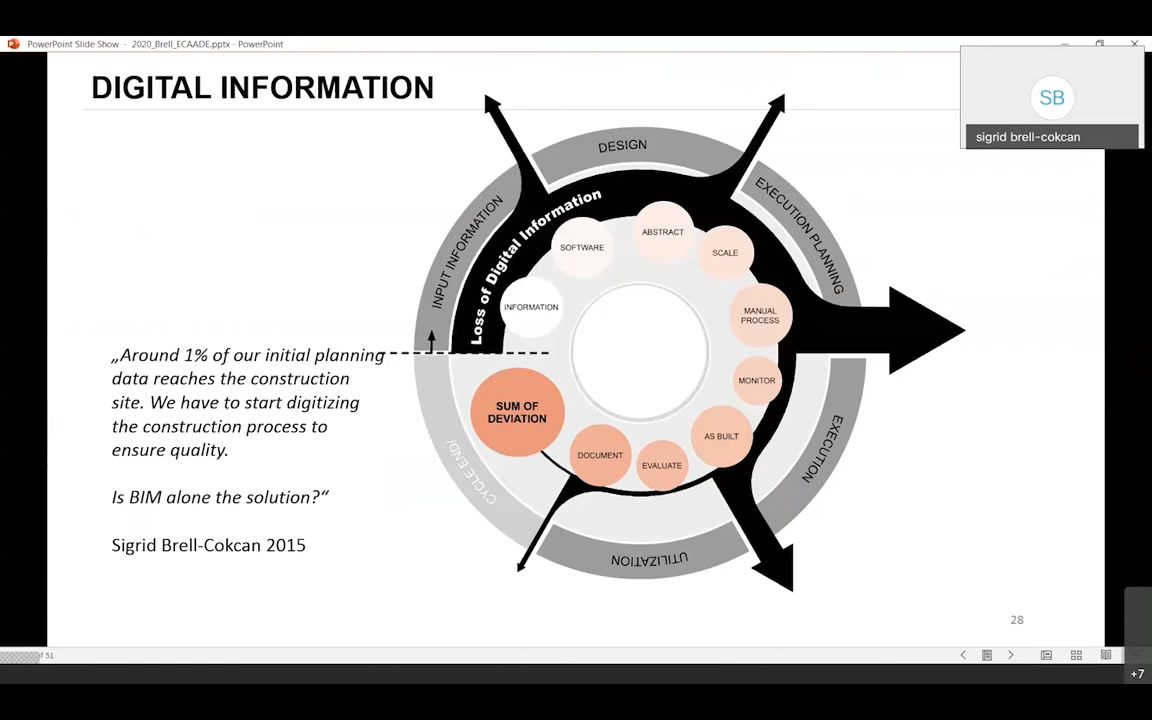 PowerPoint Slide Show - 2020_Brell_ECAADE.pptx - PowerPoint
DIGITAL INFORMATION
SB
sigrid brell-cokcan
DESIGN
INPUT INFORMATION
EXECUTION PLANNING
Loss of Digital Information
SOFTWARE
ABSTRACT
SCALE
INFORMATION
MANUAL
PROCESS
MONITOR
SUM OF
DEVIATION
AS BUILT
DOCUMENT
EVALUATE
EXECUTION
CYCLE END/
UTILIZATION
„Around 1% of our initial planning
data reaches the construction
site. We have to start digitizing
the construction process to
ensure quality.
Is BIM alone the solution?“
Sigrid Brell-Cokcan 2015
28
of 51
+7